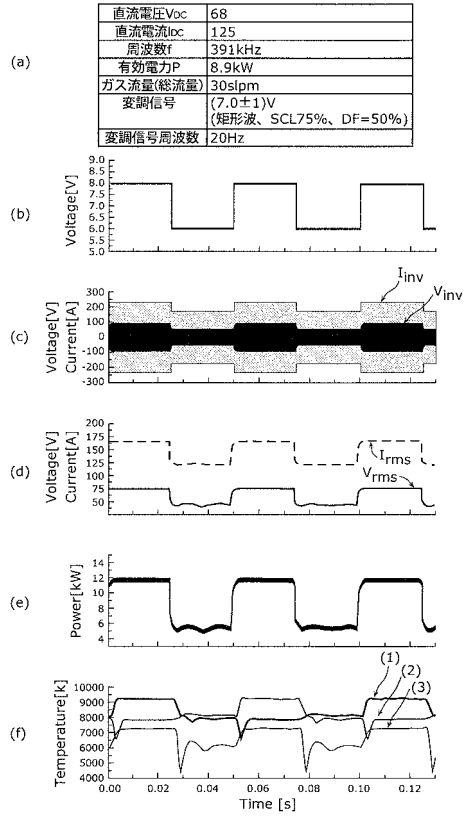 (a)
直流電圧VDC 68
直流電流IDC 125
周波数f 391kHz
有効電力P 8.9kW
ガス流量(総流量) 30slpm
変調信号 (7.0±1)V
(矩形波、SCL75%、DF=50%)
変調信号周波数 20Hz
(b)
Voltage[V]
9.0
8.5
8.0
7.5
7.0
6.5
6.0
5.5
5.0
(c)
Voltage[V]
Current[A]
300
200
100
0
-100
-200
-300
Iinv
Vinv
(d)
Voltage[V]
Current[A]
200
175
150
125
100
75
50
Irms
Vrms
(e)
Power[kW]
14
12
10
8
6
4
(f)
Temperature[k]
10000
9000
8000
7000
6000
5000
4000
(1)
(2)
(3)
0.00 0.02 0.04 0.06 0.08 0.10 0.12
Time [s]